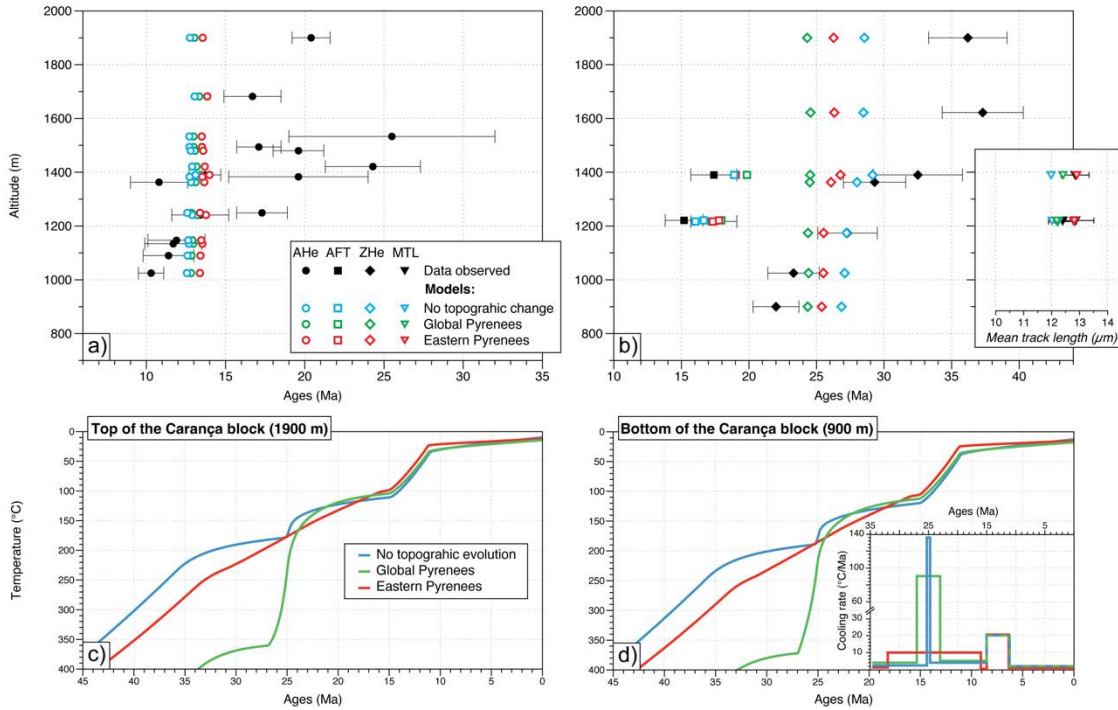 2000
1800
1600
1400
1200
1000
800
Altitude (m)
a)
10 15 20 25 30 35
Ages (Ma)
AHe AFT ZHe MTL
Data observed
Models:
No topograhic change
Global Pyrenees
Eastern Pyrenees
2000
1800
1600
1400
1200
1000
800
b)
15 20 25 30 35 40
Ages (Ma)
10 11 12 13 14
Mean track length (µm)
Top of the Carança block (1900 m)
0
50
100
150
200
250
300
350
400
Temperature (°C)
No topograhic evolution
Global Pyrenees
Eastern Pyrenees
c)
45 40 35 30 25 20 15 10 5 0
Ages (Ma)
Bottom of the Carança block (900 m)
0
50
100
150
200
250
300
350
400
d)
45 40 35 30 25 20 15 10 5 0
Ages (Ma)
Ages (Ma)
35 25 15 5
140
100
60
20
10
Cooling rate (°C/Ma)
45 40 35 30 25 20 15 10 5 0